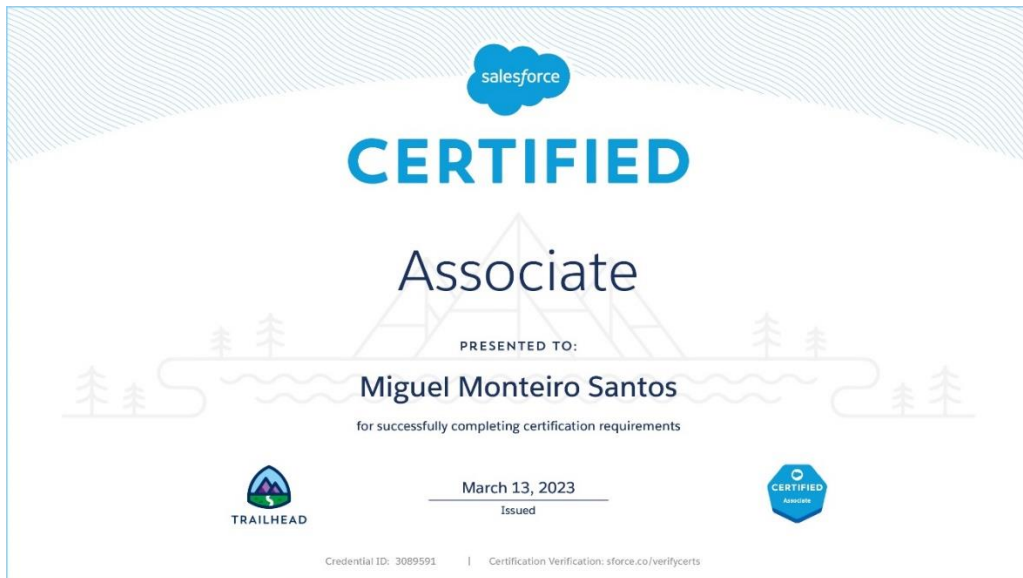 salesforce
CERTIFIED
Associate
PRESENTED TO:
Miguel Monteiro Santos
for successfully completing certification requirements
TRAILHEAD
March 13, 2023
Issued
CERTIFIED
Associate
Credential ID: 3089591 | Certification Verification: sforce.co/verifycerts